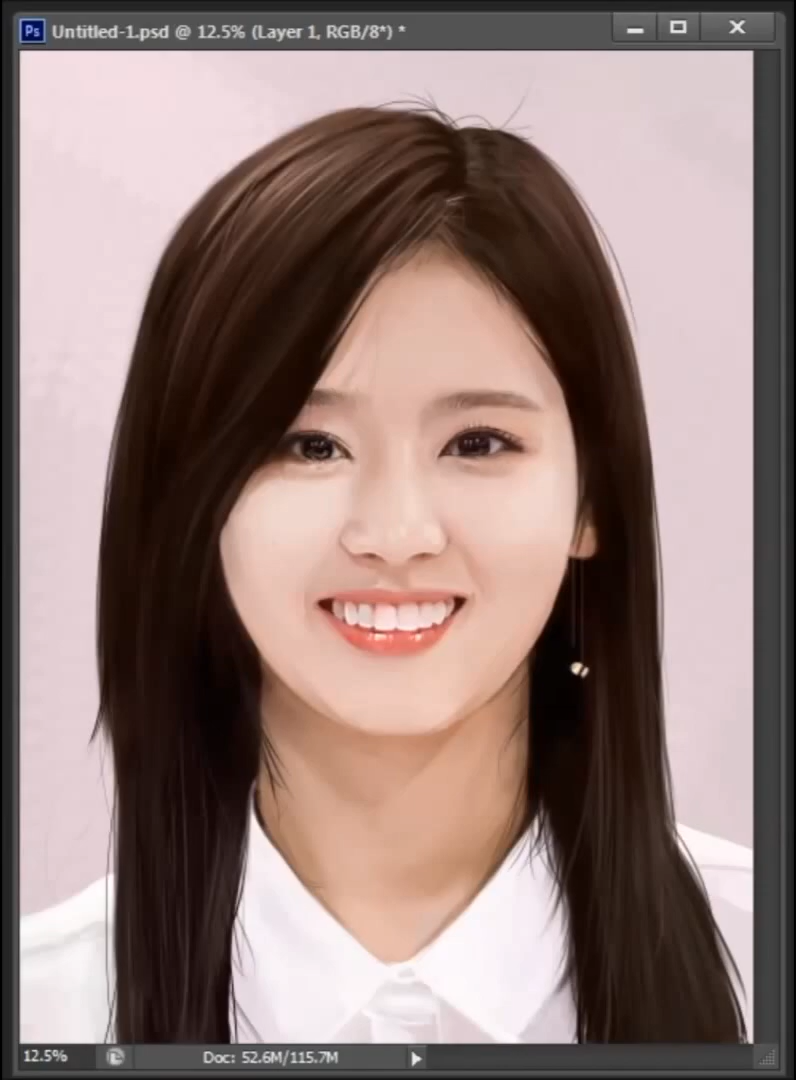 Ps Untitled-1.psd @ 12.5% (Layer 1, RGB/8*) *
12.5% Doc: 52.6M/115.7M